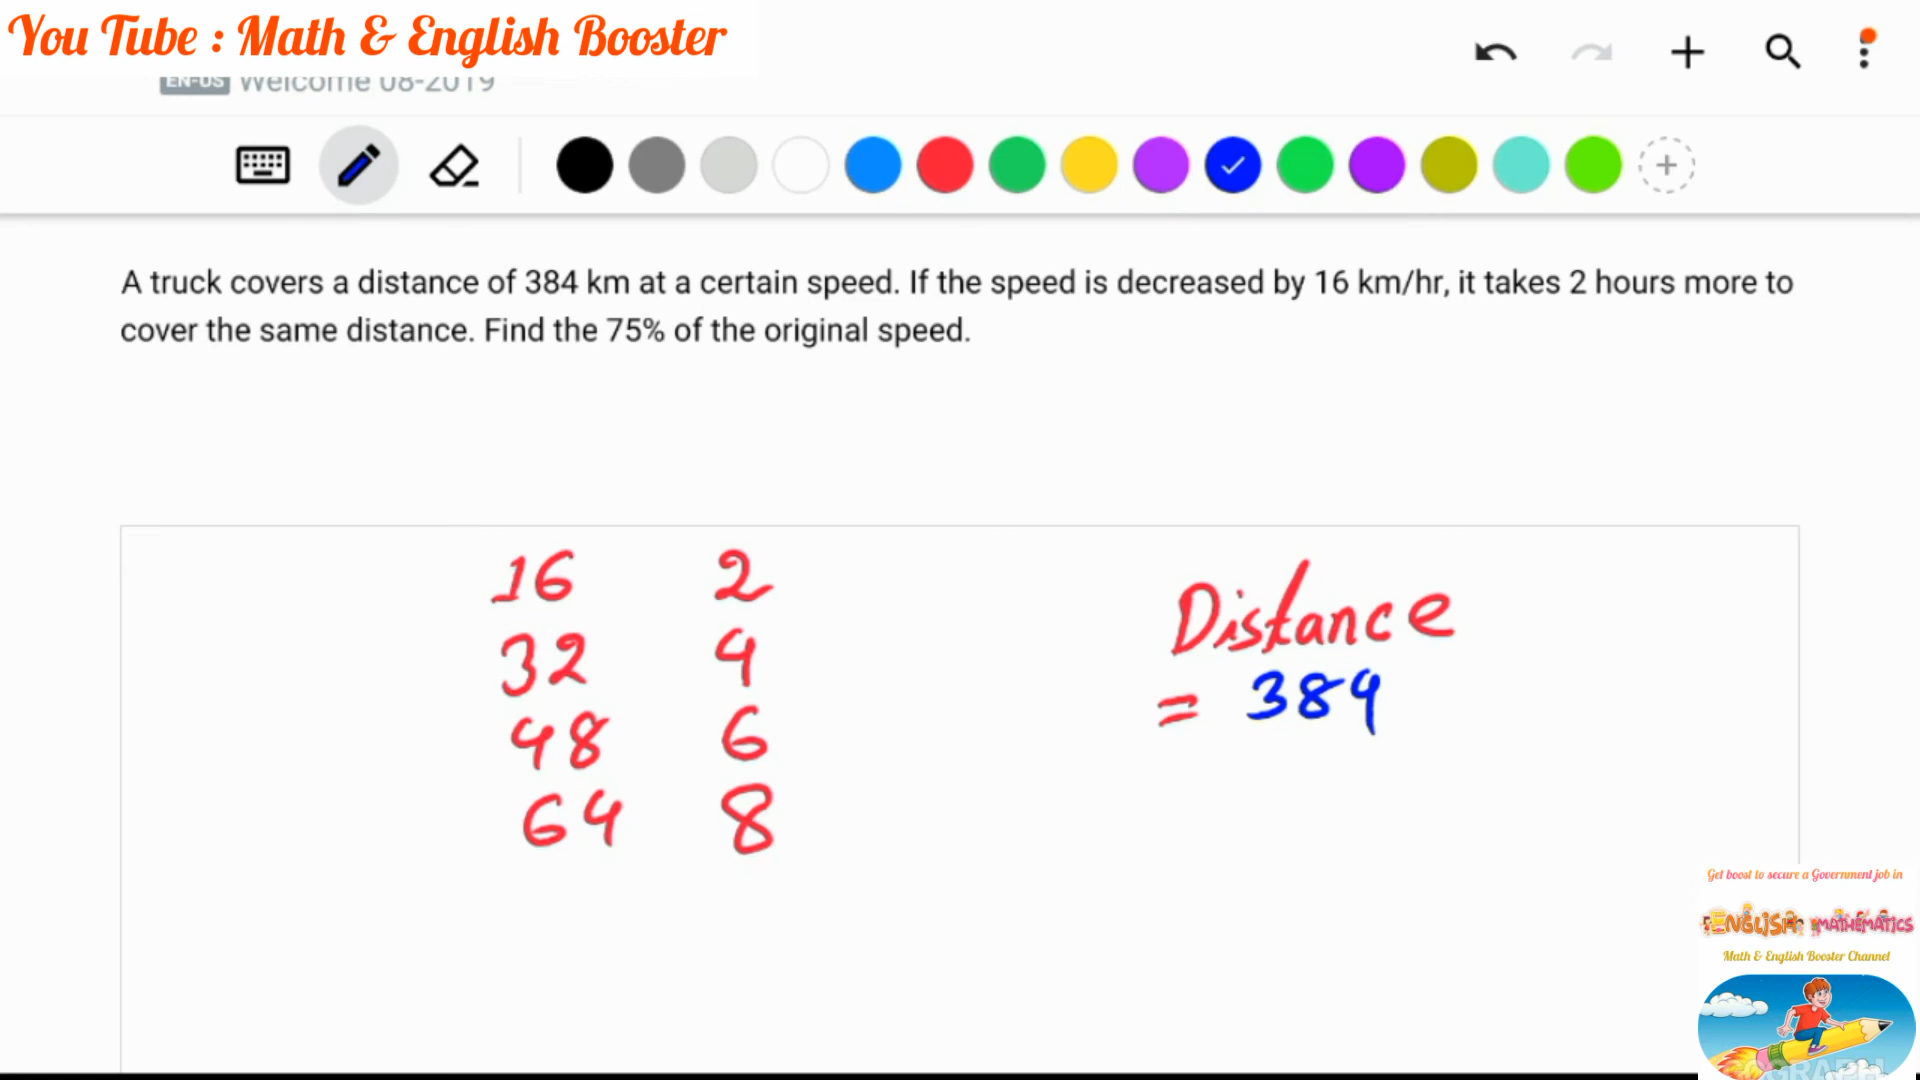 You Tube : Math & English Booster
EN-US Welcome 08-2019
A truck covers a distance of 384 km at a certain speed. If the speed is decreased by 16 km/hr, it takes 2 hours more to
cover the same distance. Find the 75% of the original speed.
16 2
32 4
48 6
64 8
Distance
= 384
Get boost to secure a Government job in
ENGLISH MATHEMATICS
Math & English Booster Channel